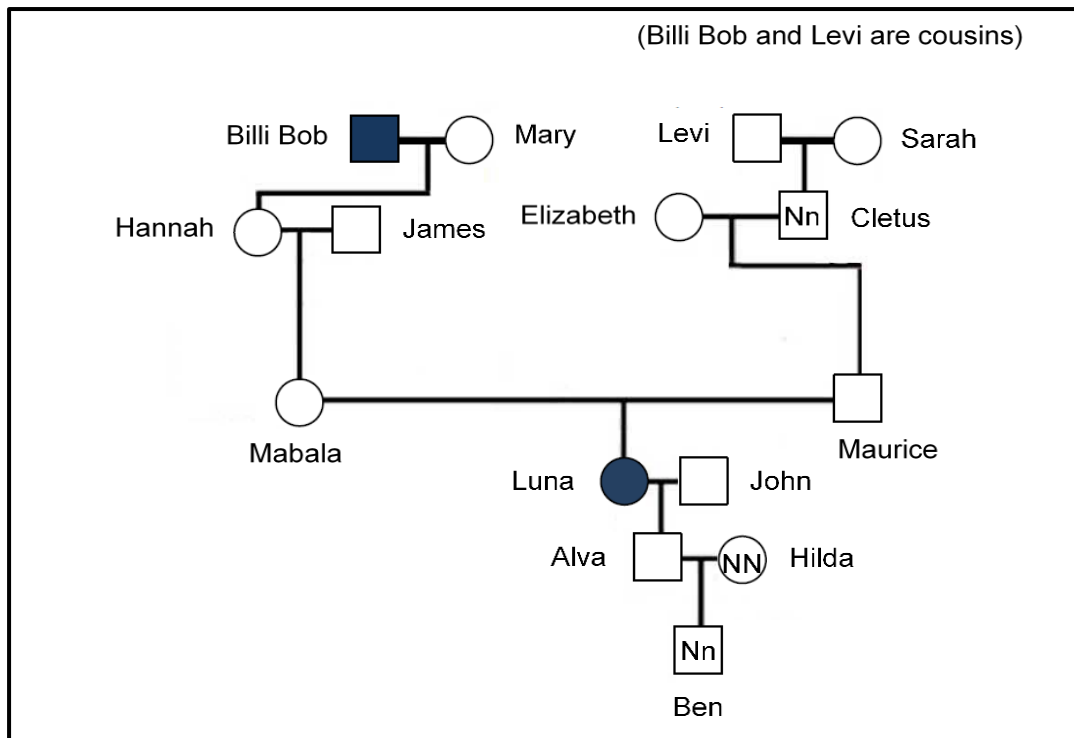 (Billi Bob and Levi are cousins)
Billi Bob
Mary
Levi
Sarah
Hannah
James
Elizabeth
Nn
Cletus
Mabala
Maurice
Luna
John
Alva
NN
Hilda
Nn
Ben